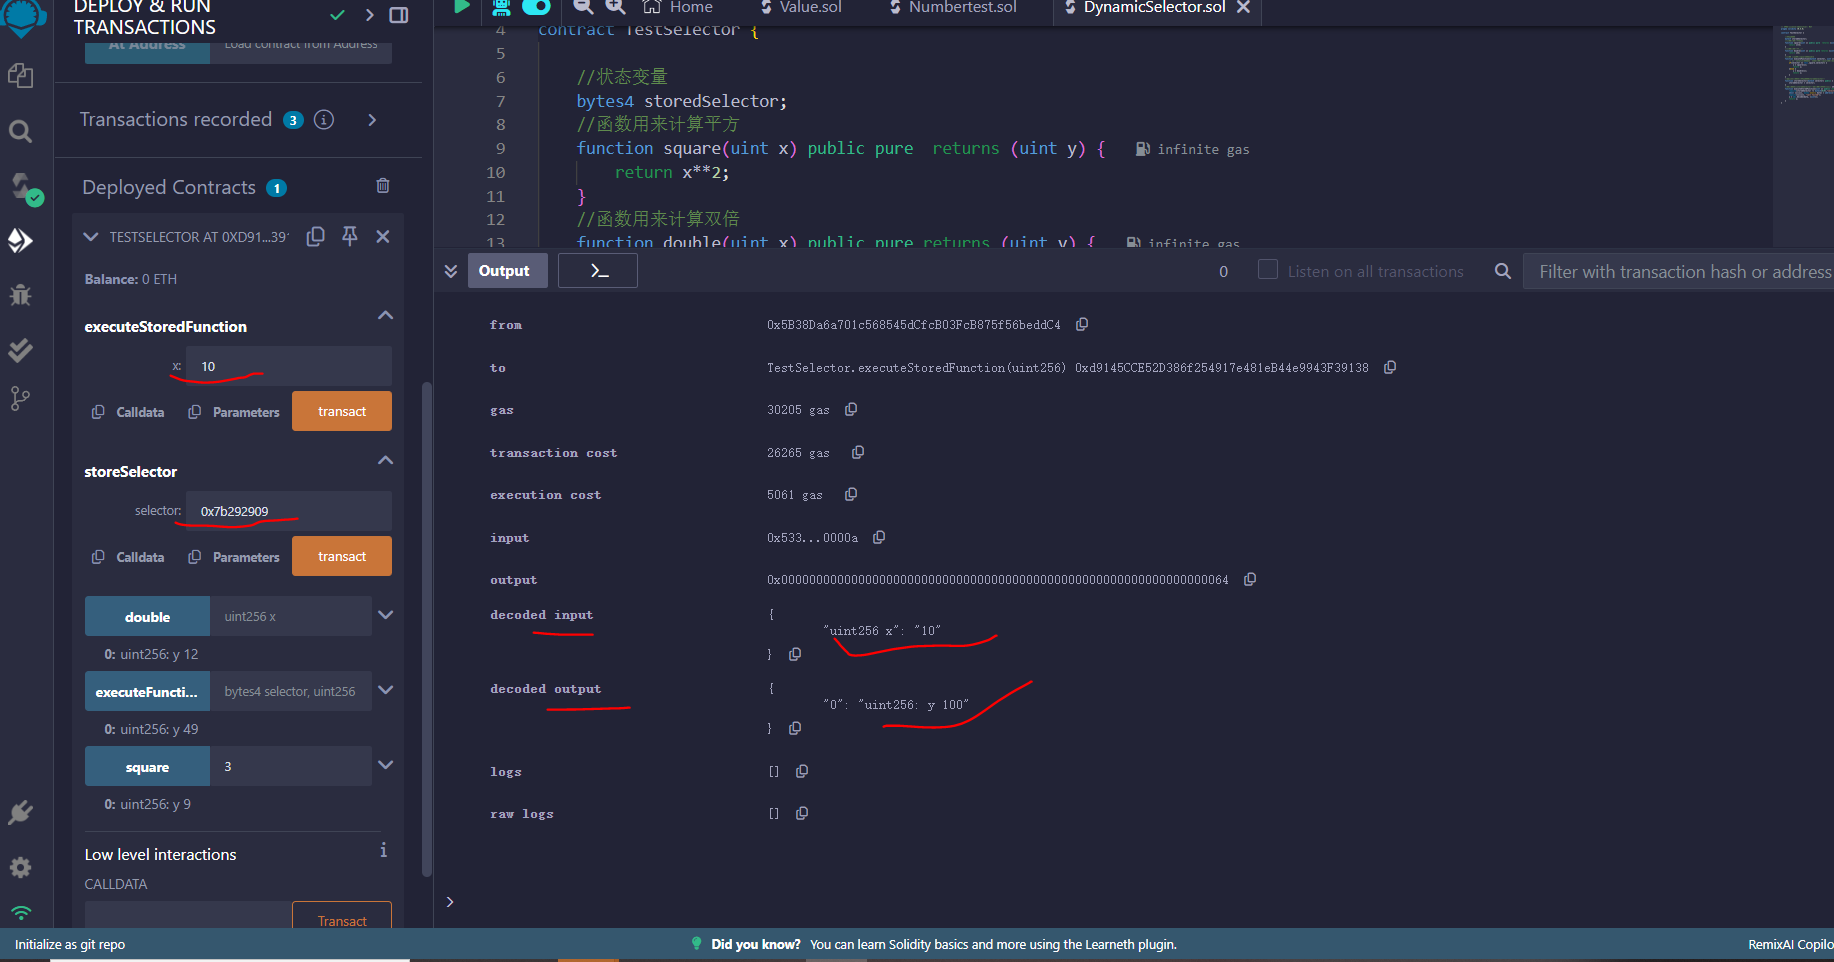 DEPLOY & RUN
TRANSACTIONS
At Address
Load contract from Address
Transactions recorded 3
Deployed Contracts 1
TESTSELECTOR AT 0XD91...39
Balance: 0 ETH
executeStoredFunction
x: 10
Calldata Parameters transact
storeSelector
selector: 0x7b292909
Calldata Parameters transact
double uint256 x
0: uint256: y 12
executeFuncti... bytes4 selector, uint256
0: uint256: y 49
square 3
0: uint256: y 9
Low level interactions i
CALLDATA
Transact
Home Value.sol Numbertest.sol DynamicSelector.sol
4 contract TestSelector {
5
6 //状态变量
7 bytes4 storedSelector;
8 //函数用来计算平方
9 function square(uint x) public pure returns (uint y) { infinite gas
10 return x**2;
11 }
12 //函数用来计算双倍
13 function double(uint x) public pure returns (uint y) { infinite gas
Output >_ 0 Listen on all transactions Filter with transaction hash or address
from 0x5B38Da6a701c568545dCfcB03FcB875f56beddC4
to TestSelector.executeStoredFunction(uint256) 0xd9145CCE52D386f254917e481eB44e9943F39138
gas 30205 gas
transaction cost 26265 gas
execution cost 5061 gas
input 0x533...0000a
output 0x0000000000000000000000000000000000000000000000000000000000000064
decoded input {
"uint256 x": "10"
}
decoded output {
"0": "uint256: y 100"
}
logs []
raw logs []
>
Initialize as git repo
Did you know? You can learn Solidity basics and more using the Learneth plugin.
RemixAI Copilo